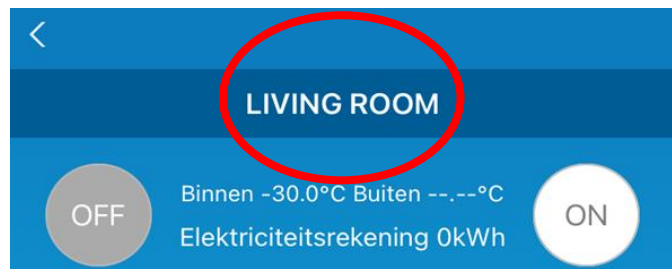 LIVING ROOM
OFF
Binnen -30.0°C Buiten --.--°C
Elektriciteitsrekening 0kWh
ON